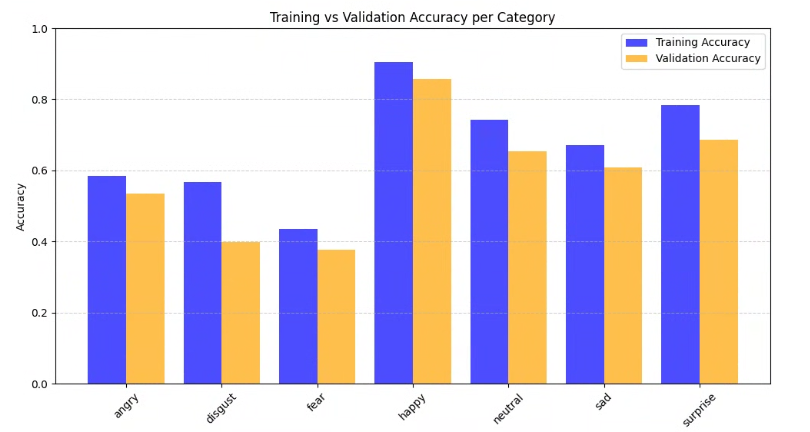 Training vs Validation Accuracy per Category
Training Accuracy
Validation Accuracy
Accuracy
1.0
0.8
0.6
0.4
0.2
0.0
angry
disgust
fear
happy
neutral
sad
surprise